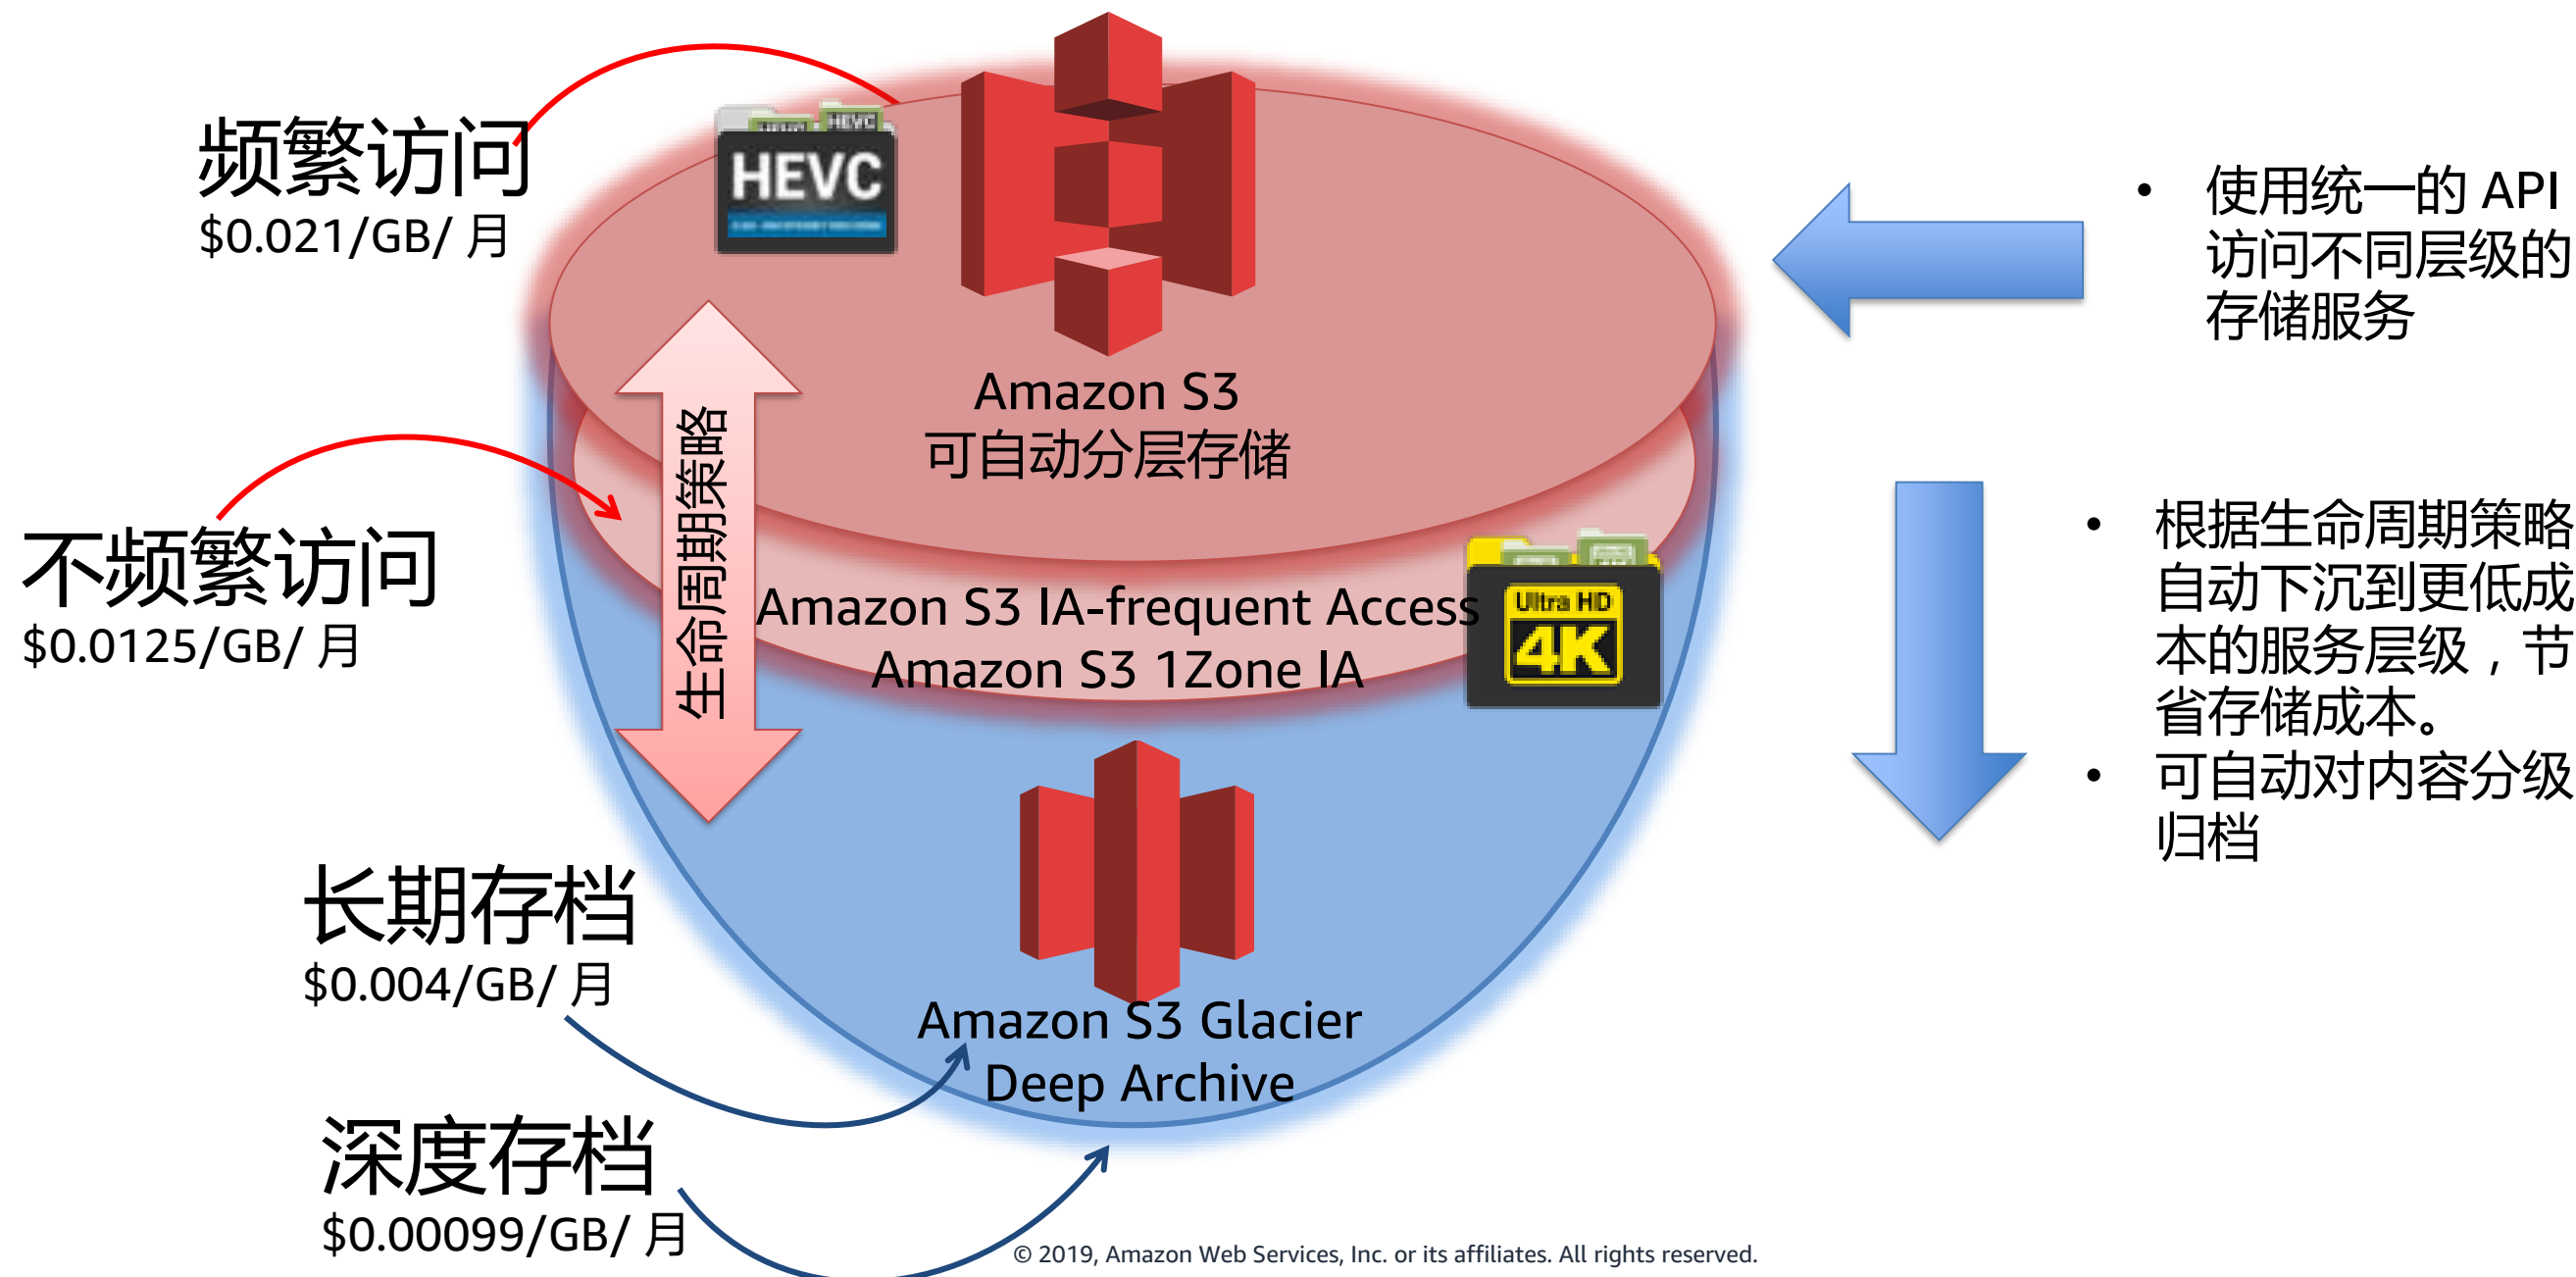 频繁访问
$0.021/GB/ 月
HEVC
HEVC
使用统一的 API
访问不同层级的
存储服务
Amazon S3
可自动分层存储
生命周期策略
不频繁访问
$0.0125/GB/ 月
Amazon S3 IA-frequent Access
Amazon S3 1Zone IA
Ultra HD
4K
根据生命周期策略
自动下沉到更低成
本的服务层级，节
省存储成本。
可自动对内容分级
归档
长期存档
$0.004/GB/ 月
Amazon S3 Glacier
Deep Archive
深度存档
$0.00099/GB/ 月
© 2019, Amazon Web Services, Inc. or its affiliates. All rights reserved.